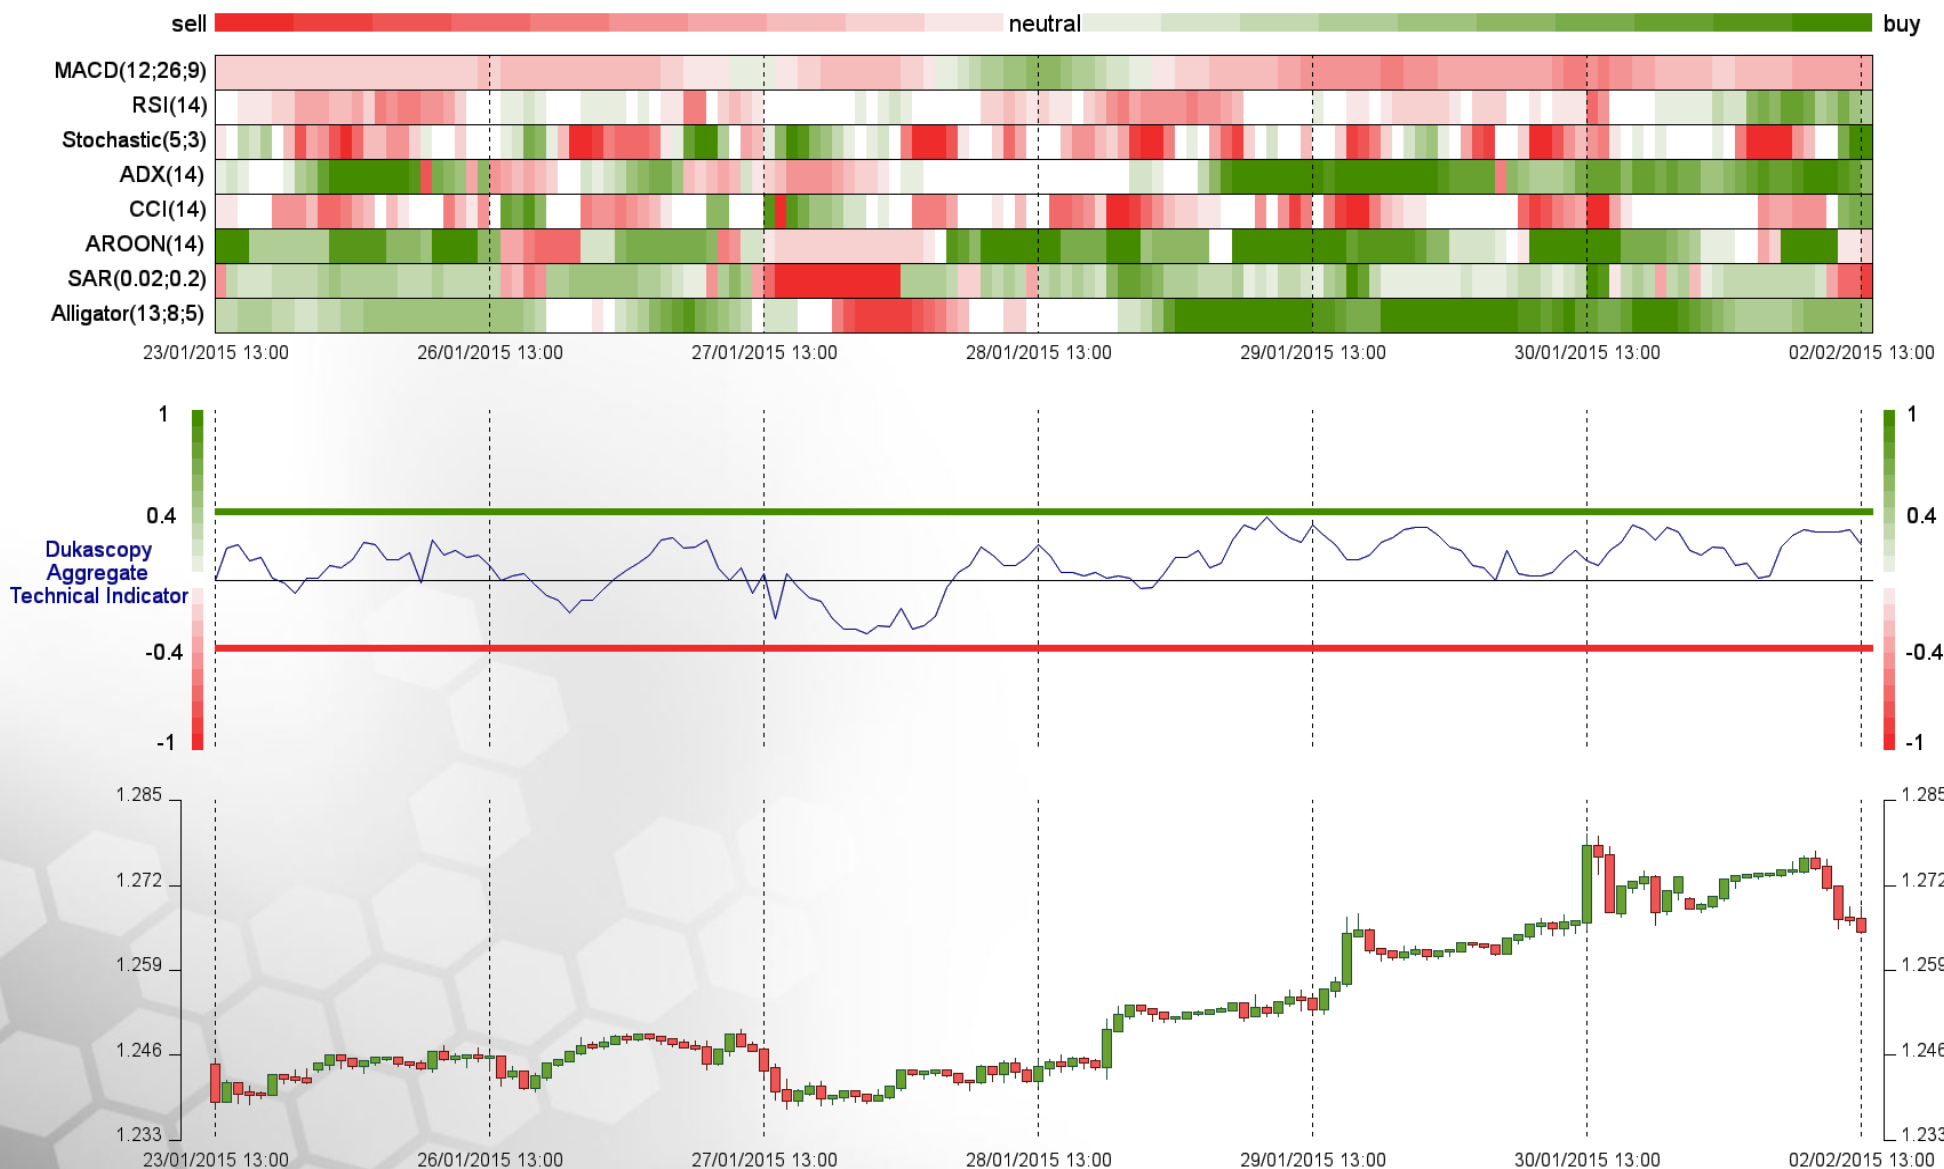 sell neutral buy
MACD(12;26;9)
RSI(14)
Stochastic(5;3)
ADX(14)
CCI(14)
AROON(14)
SAR(0.02;0.2)
Alligator(13;8;5)
23/01/2015 13:00 26/01/2015 13:00 27/01/2015 13:00 28/01/2015 13:00 29/01/2015 13:00 30/01/2015 13:00 02/02/2015 13:00
1 1
0.4 0.4
Dukascopy
Aggregate
Technical Indicator
-0.4 -0.4
-1 -1
1.285 1.285
1.272 1.272
1.259 1.259
1.246 1.246
1.233 1.233
23/01/2015 13:00 26/01/2015 13:00 27/01/2015 13:00 28/01/2015 13:00 29/01/2015 13:00 30/01/2015 13:00 02/02/2015 13:00